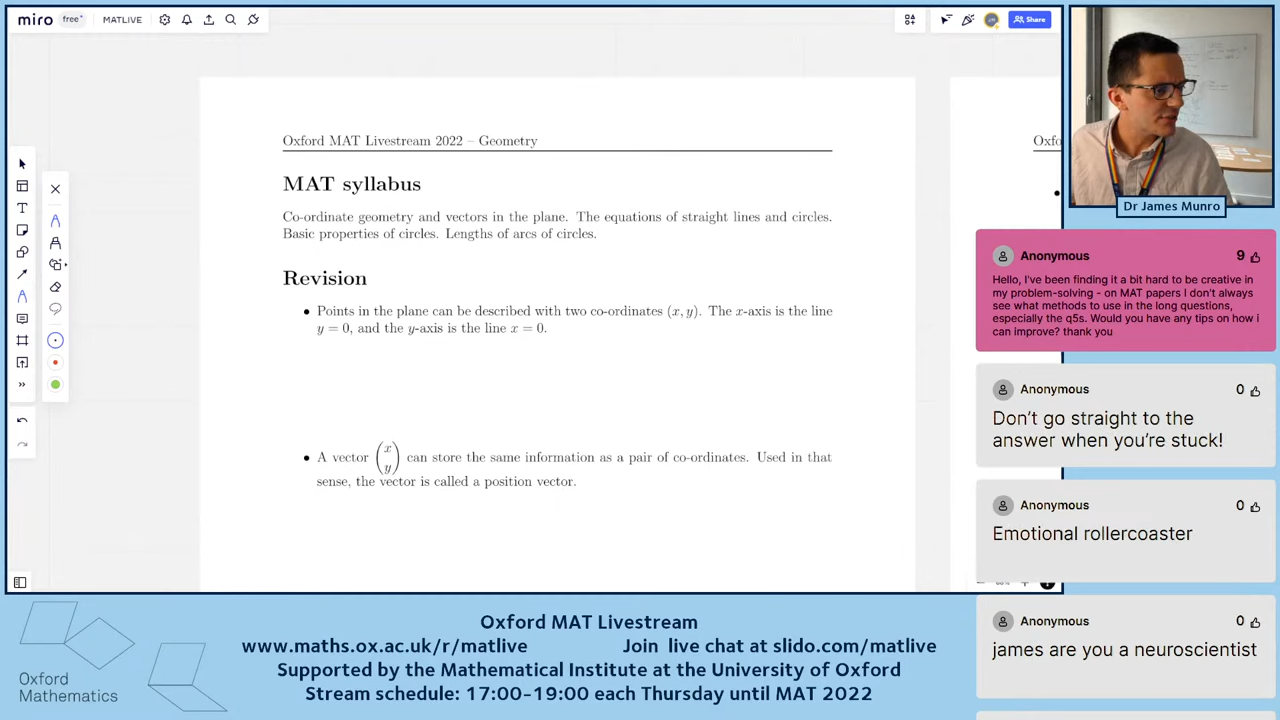 miro free MATLIVE
Share
Oxford MAT Livestream 2022 – Geometry
MAT syllabus
Co-ordinate geometry and vectors in the plane. The equations of straight lines and circles.
Basic properties of circles. Lengths of arcs of circles.
Revision
• Points in the plane can be described with two co-ordinates (x, y). The x-axis is the line
y = 0, and the y-axis is the line x = 0.
• A vector (x y) can store the same information as a pair of co-ordinates. Used in that
sense, the vector is called a position vector.
Dr James Munro
Anonymous 9
Hello, I've been finding it a bit hard to be creative in
my problem-solving - on MAT papers I don't always
see what methods to use in the long questions,
especially the q5s. Would you have any tips on how i
can improve? thank you
Anonymous 0
Don't go straight to the
answer when you're stuck!
Anonymous 0
Emotional rollercoaster
Anonymous 0
james are you a neuroscientist
Oxford
Mathematics
Oxford MAT Livestream
www.maths.ox.ac.uk/r/matlive Join live chat at slido.com/matlive
Supported by the Mathematical Institute at the University of Oxford
Stream schedule: 17:00-19:00 each Thursday until MAT 2022